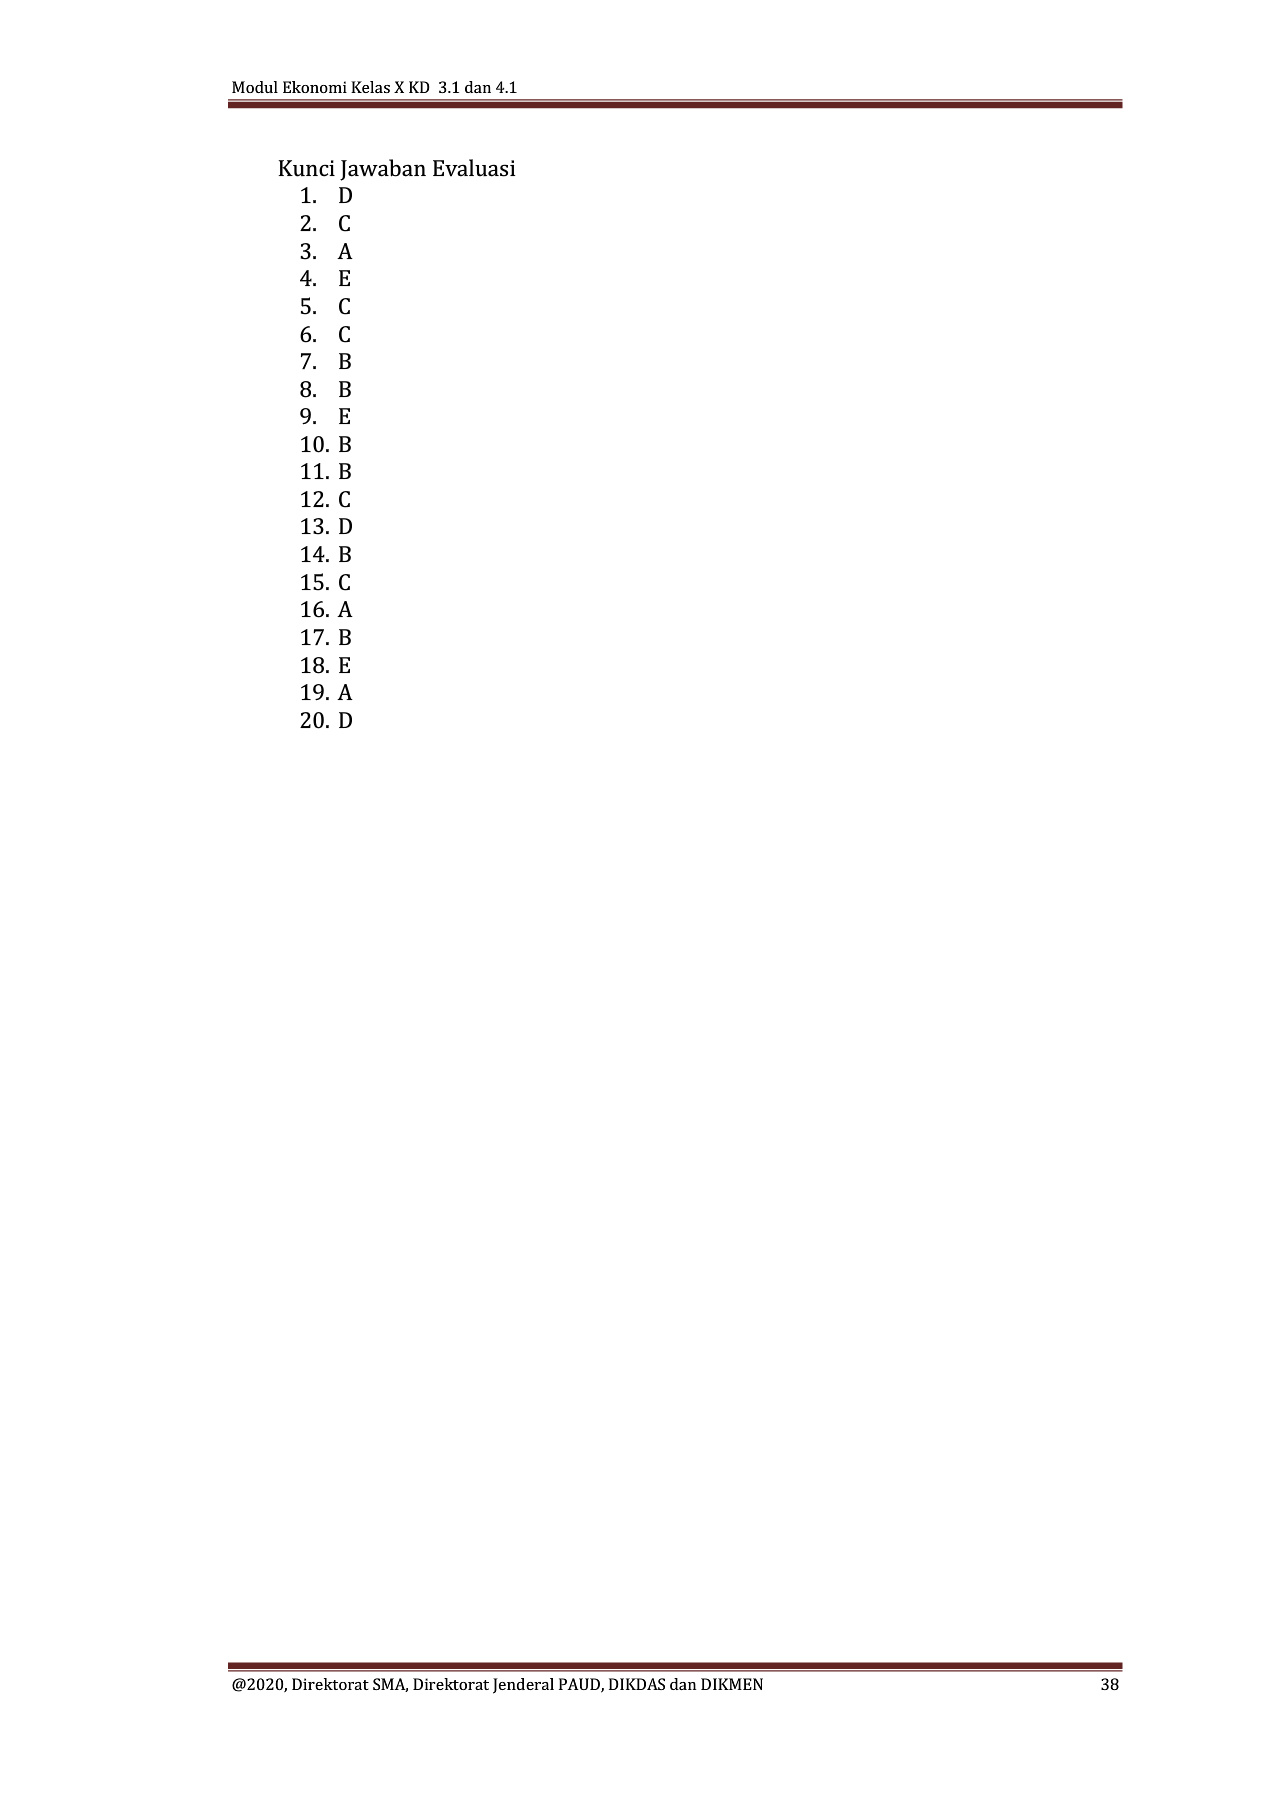 Modul Ekonomi Kelas X KD  3.1 dan 4.1
Kunci Jawaban Evaluasi
1. D
2. C
3. A
4. E
5. C
6. C
7. B
8. B
9. E
10. B
11. B
12. C
13. D
14. B
15. C
16. A
17. B
18. E
19. A
20. D
@2020, Direktorat SMA, Direktorat Jenderal PAUD, DIKDAS dan DIKMEN 38